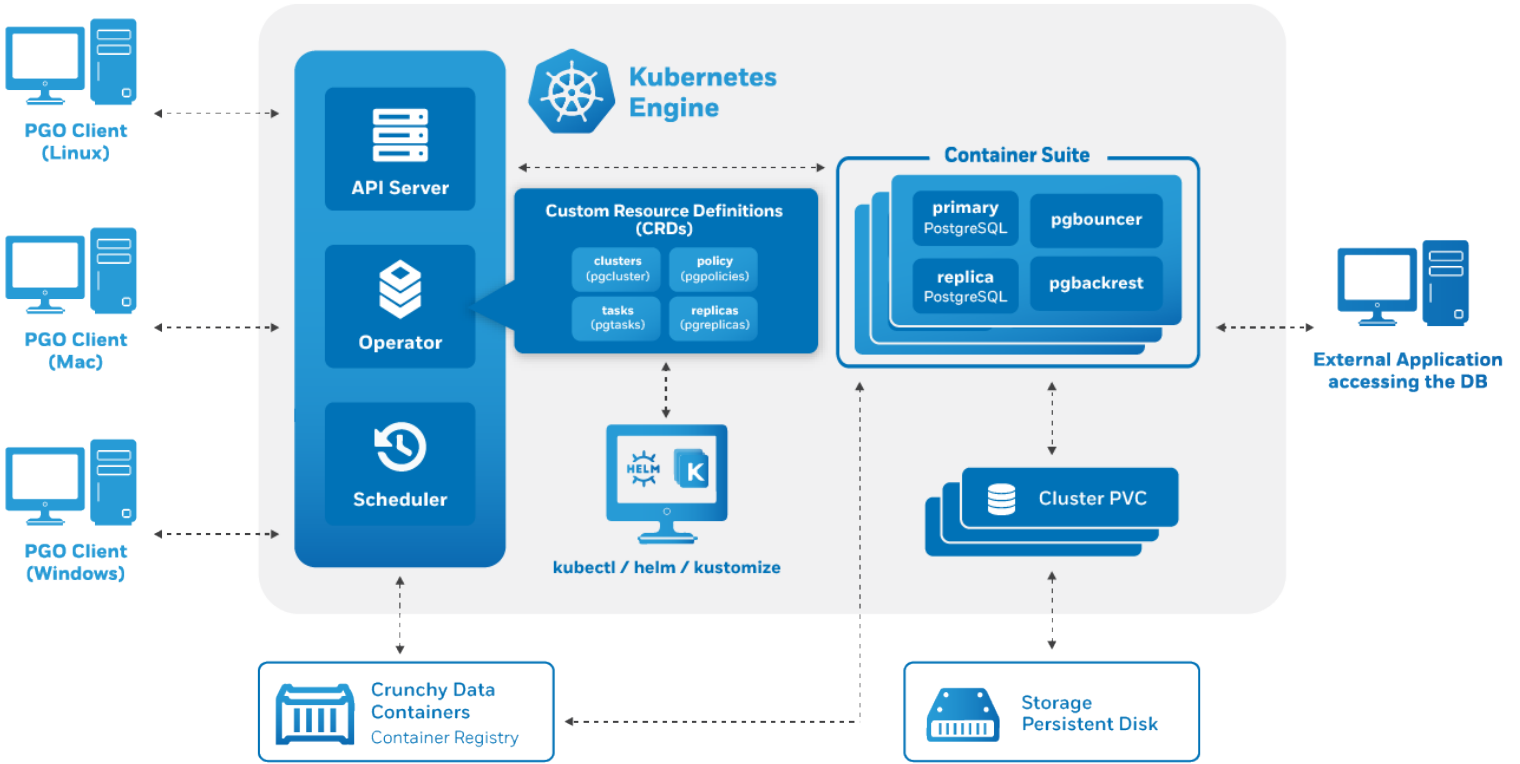 PGO Client
(Linux)
PGO Client
(Mac)
PGO Client
(Windows)
API Server
Operator
Scheduler
Kubernetes
Engine
Custom Resource Definitions
(CRDs)
clusters
(pgcluster)
policy
(pgpolicies)
tasks
(pgtasks)
replicas
(pgreplicas)
HELM
K
kubectl / helm / kustomize
Container Suite
primary
PostgreSQL
pgbouncer
replica
PostgreSQL
pgbackrest
Cluster PVC
External Application
accessing the DB
Crunchy Data
Containers
Container Registry
Storage
Persistent Disk